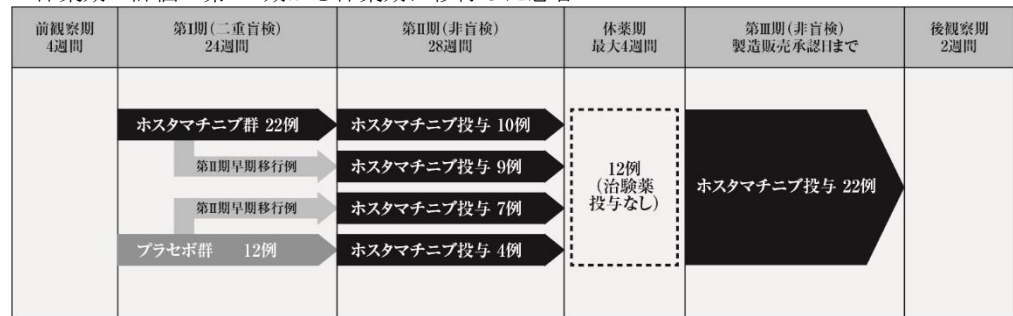 前観察期
4週間
第Ⅰ期(二重盲検)
24週間
第Ⅱ期(非盲検)
28週間
休薬期
最大4週間
第Ⅲ期(非盲検)
製造販売承認日まで
後観察期
2週間
ホスタマチニブ群 22例
ホスタマチニブ投与 10例
第Ⅱ期早期移行例
ホスタマチニブ投与 9例
第Ⅱ期早期移行例
ホスタマチニブ投与 7例
プラセボ群 12例
ホスタマチニブ投与 4例
12例
(治験薬
投与なし)
ホスタマチニブ投与 22例